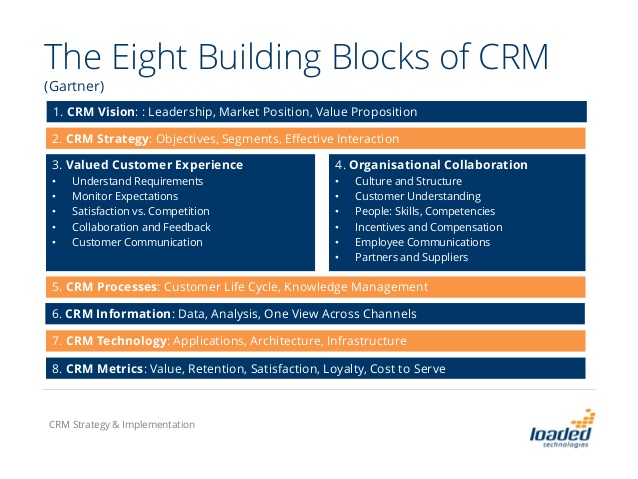 The Eight Building Blocks of CRM
(Gartner)
1. CRM Vision: : Leadership, Market Position, Value Proposition
2. CRM Strategy: Objectives, Segments, Effective Interaction
3. Valued Customer Experience
• Understand Requirements
• Monitor Expectations
• Satisfaction vs. Competition
• Collaboration and Feedback
• Customer Communication
4. Organisational Collaboration
• Culture and Structure
• Customer Understanding
• People: Skills, Competencies
• Incentives and Compensation
• Employee Communications
• Partners and Suppliers
5. CRM Processes: Customer Life Cycle, Knowledge Management
6. CRM Information: Data, Analysis, One View Across Channels
7. CRM Technology: Applications, Architecture, Infrastructure
8. CRM Metrics: Value, Retention, Satisfaction, Loyalty, Cost to Serve
CRM Strategy & Implementation
loaded
technologies